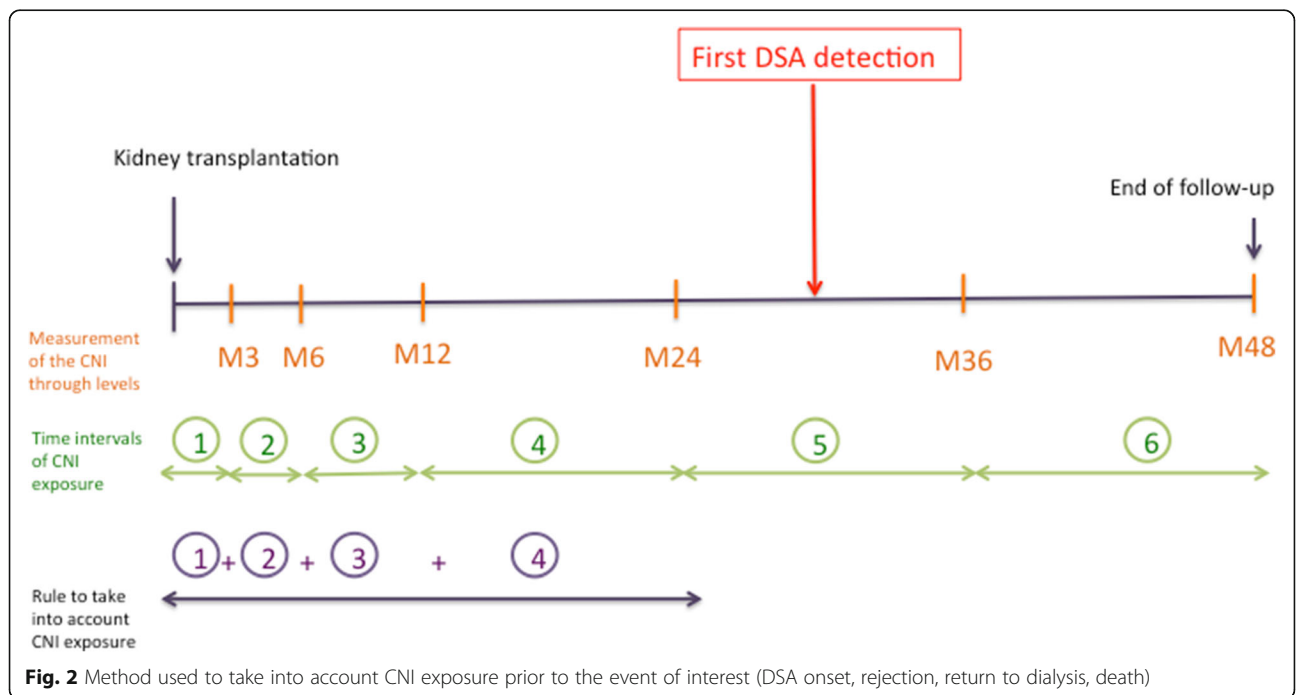 First DSA detection
Kidney transplantation
End of follow-up
Measurement
of the CNI
through levels
M3 M6 M12 M24 M36 M48
Time intervals
of CNI
exposure
1 2 3 4 5 6
1 + 2 + 3 + 4
Rule to take
into account
CNI exposure
Fig. 2 Method used to take into account CNI exposure prior to the event of interest (DSA onset, rejection, return to dialysis, death)